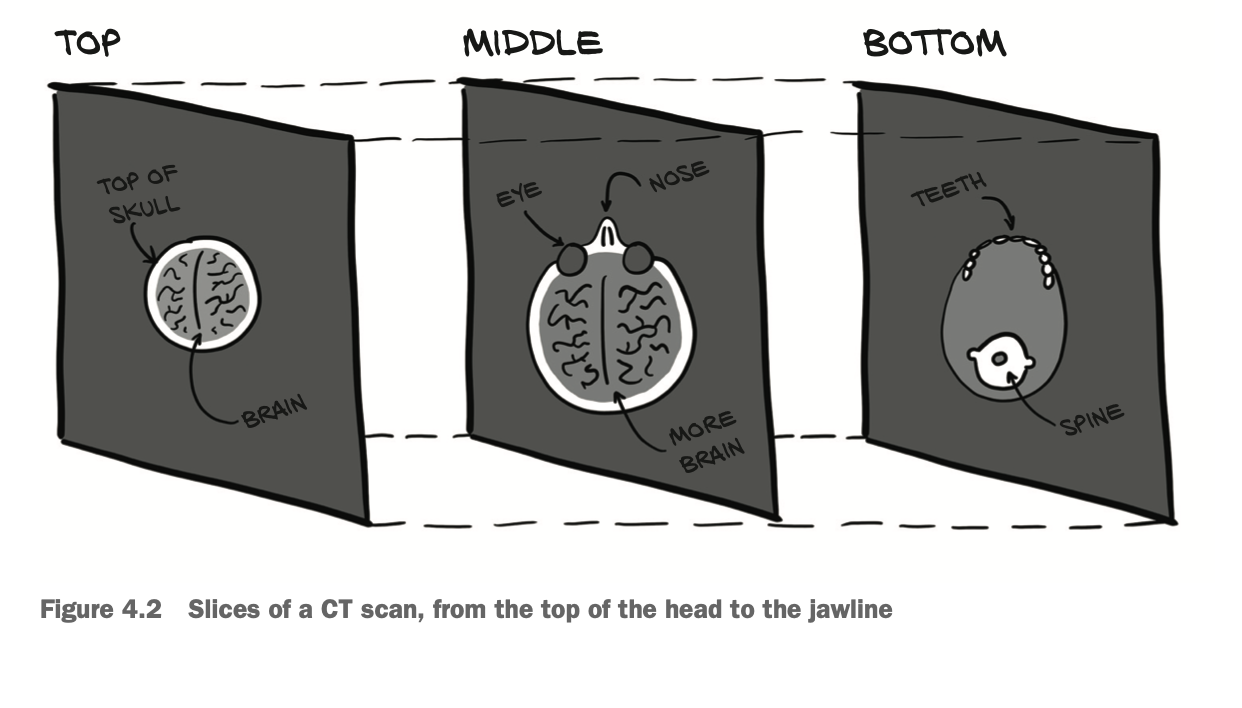 TOP
MIDDLE
BOTTOM
TOP OF
SKULL
BRAIN
EYE
NOSE
MORE
BRAIN
TEETH
SPINE
Figure 4.2 Slices of a CT scan, from the top of the head to the jawline